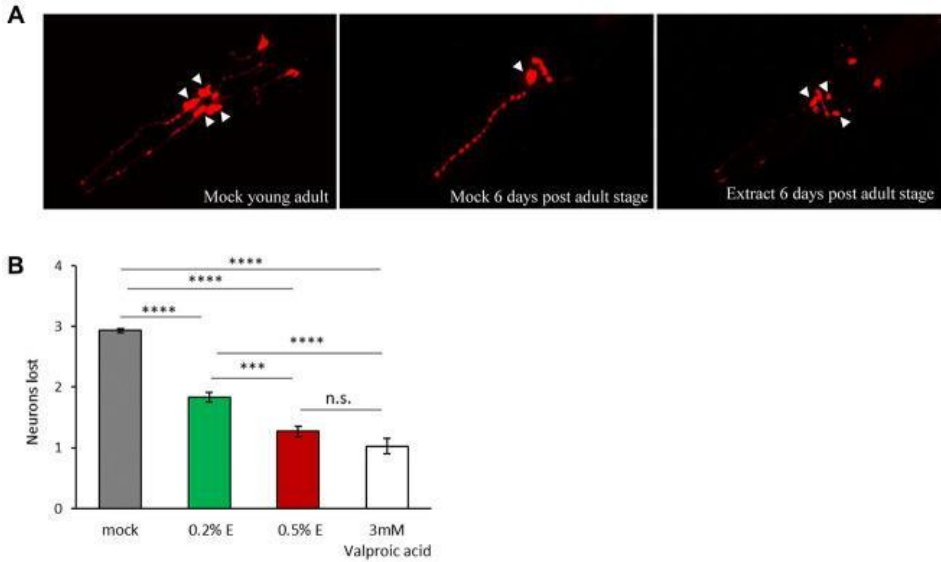 A
Mock young adult
Mock 6 days post adult stage
Extract 6 days post adult stage
B
4
3
2
1
0
Neurons lost
****
****
****
****
***
n.s.
mock
0.2% E
0.5% E
3mM
Valproic acid